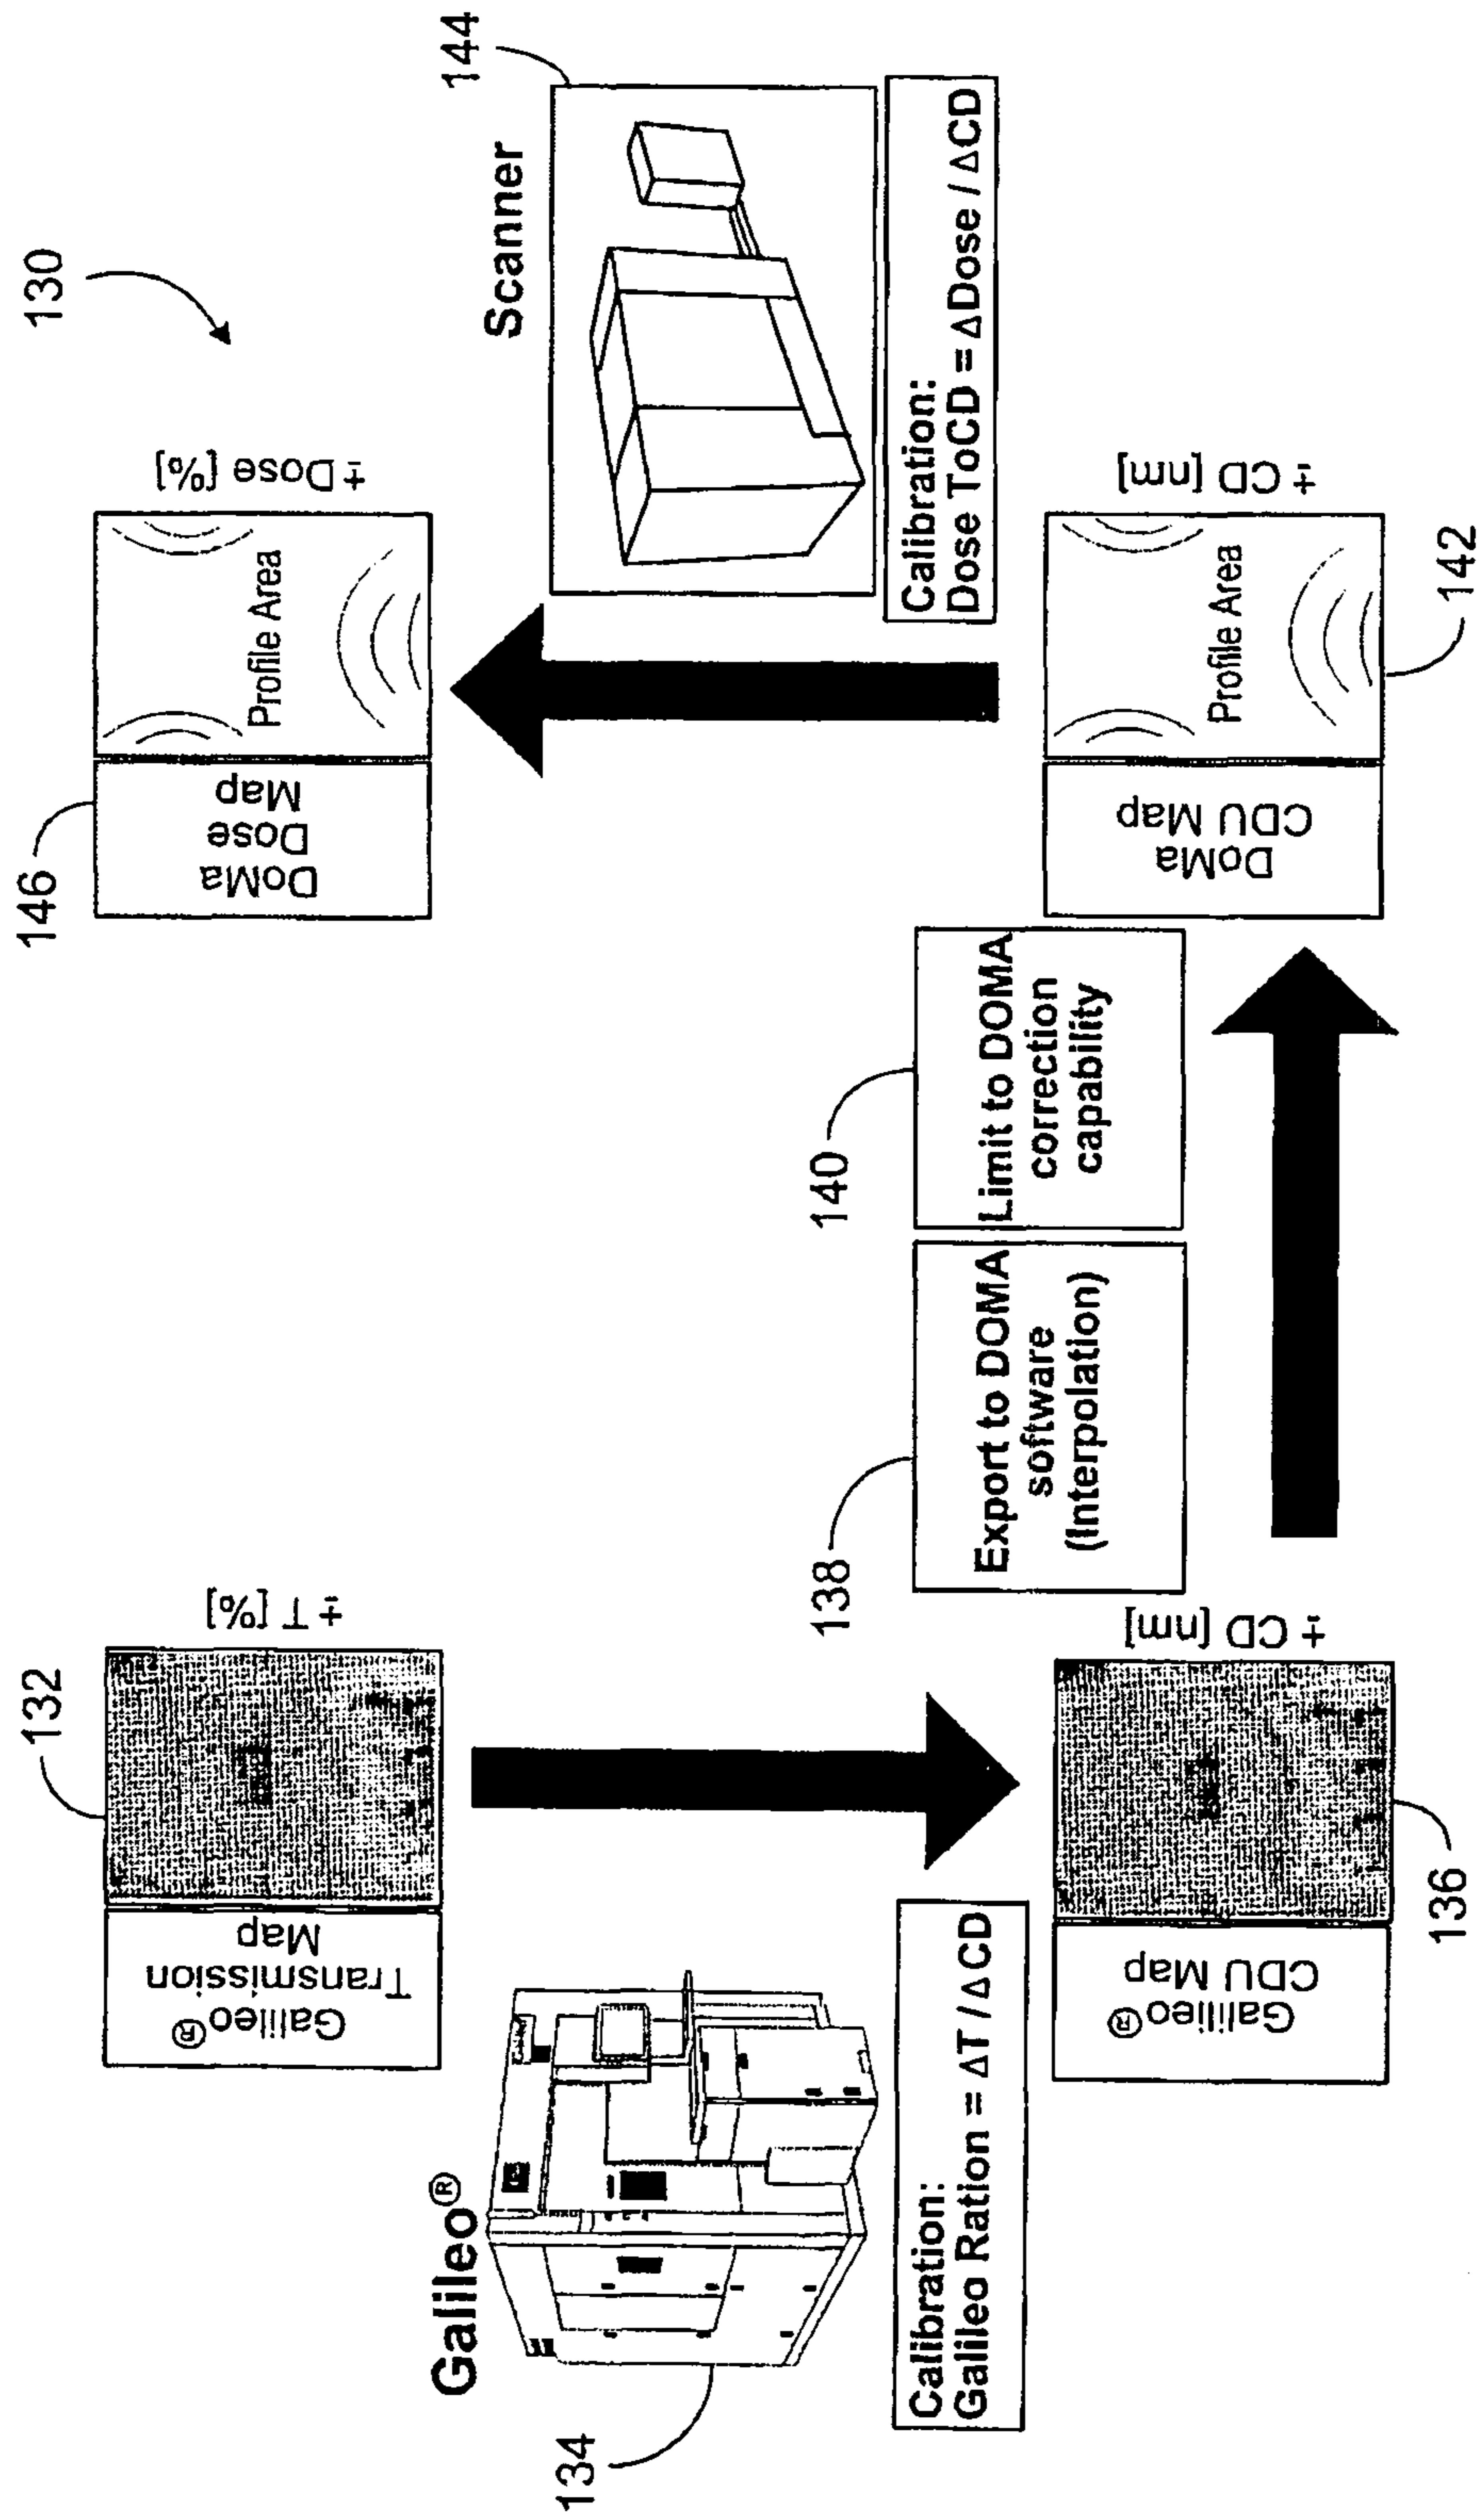 130
132
Galileo®
Transmission
Map
± T [%]
146
DoMa
Dose
Map
Profile Area
±Dose [%]
Galileo®
134
Calibration:
Galileo Ration = ΔT / Δ CD
Scanner
144
Calibration:
Dose ToCD = ΔDose / ΔCD
138
Export to DOMA
software
(Interpolation)
140
Limit to DOMA
correction
capability
Galileo®
CDU Map
± CD [nm]
136
DoMa
CDU Map
Profile Area
± CD [nm]
142